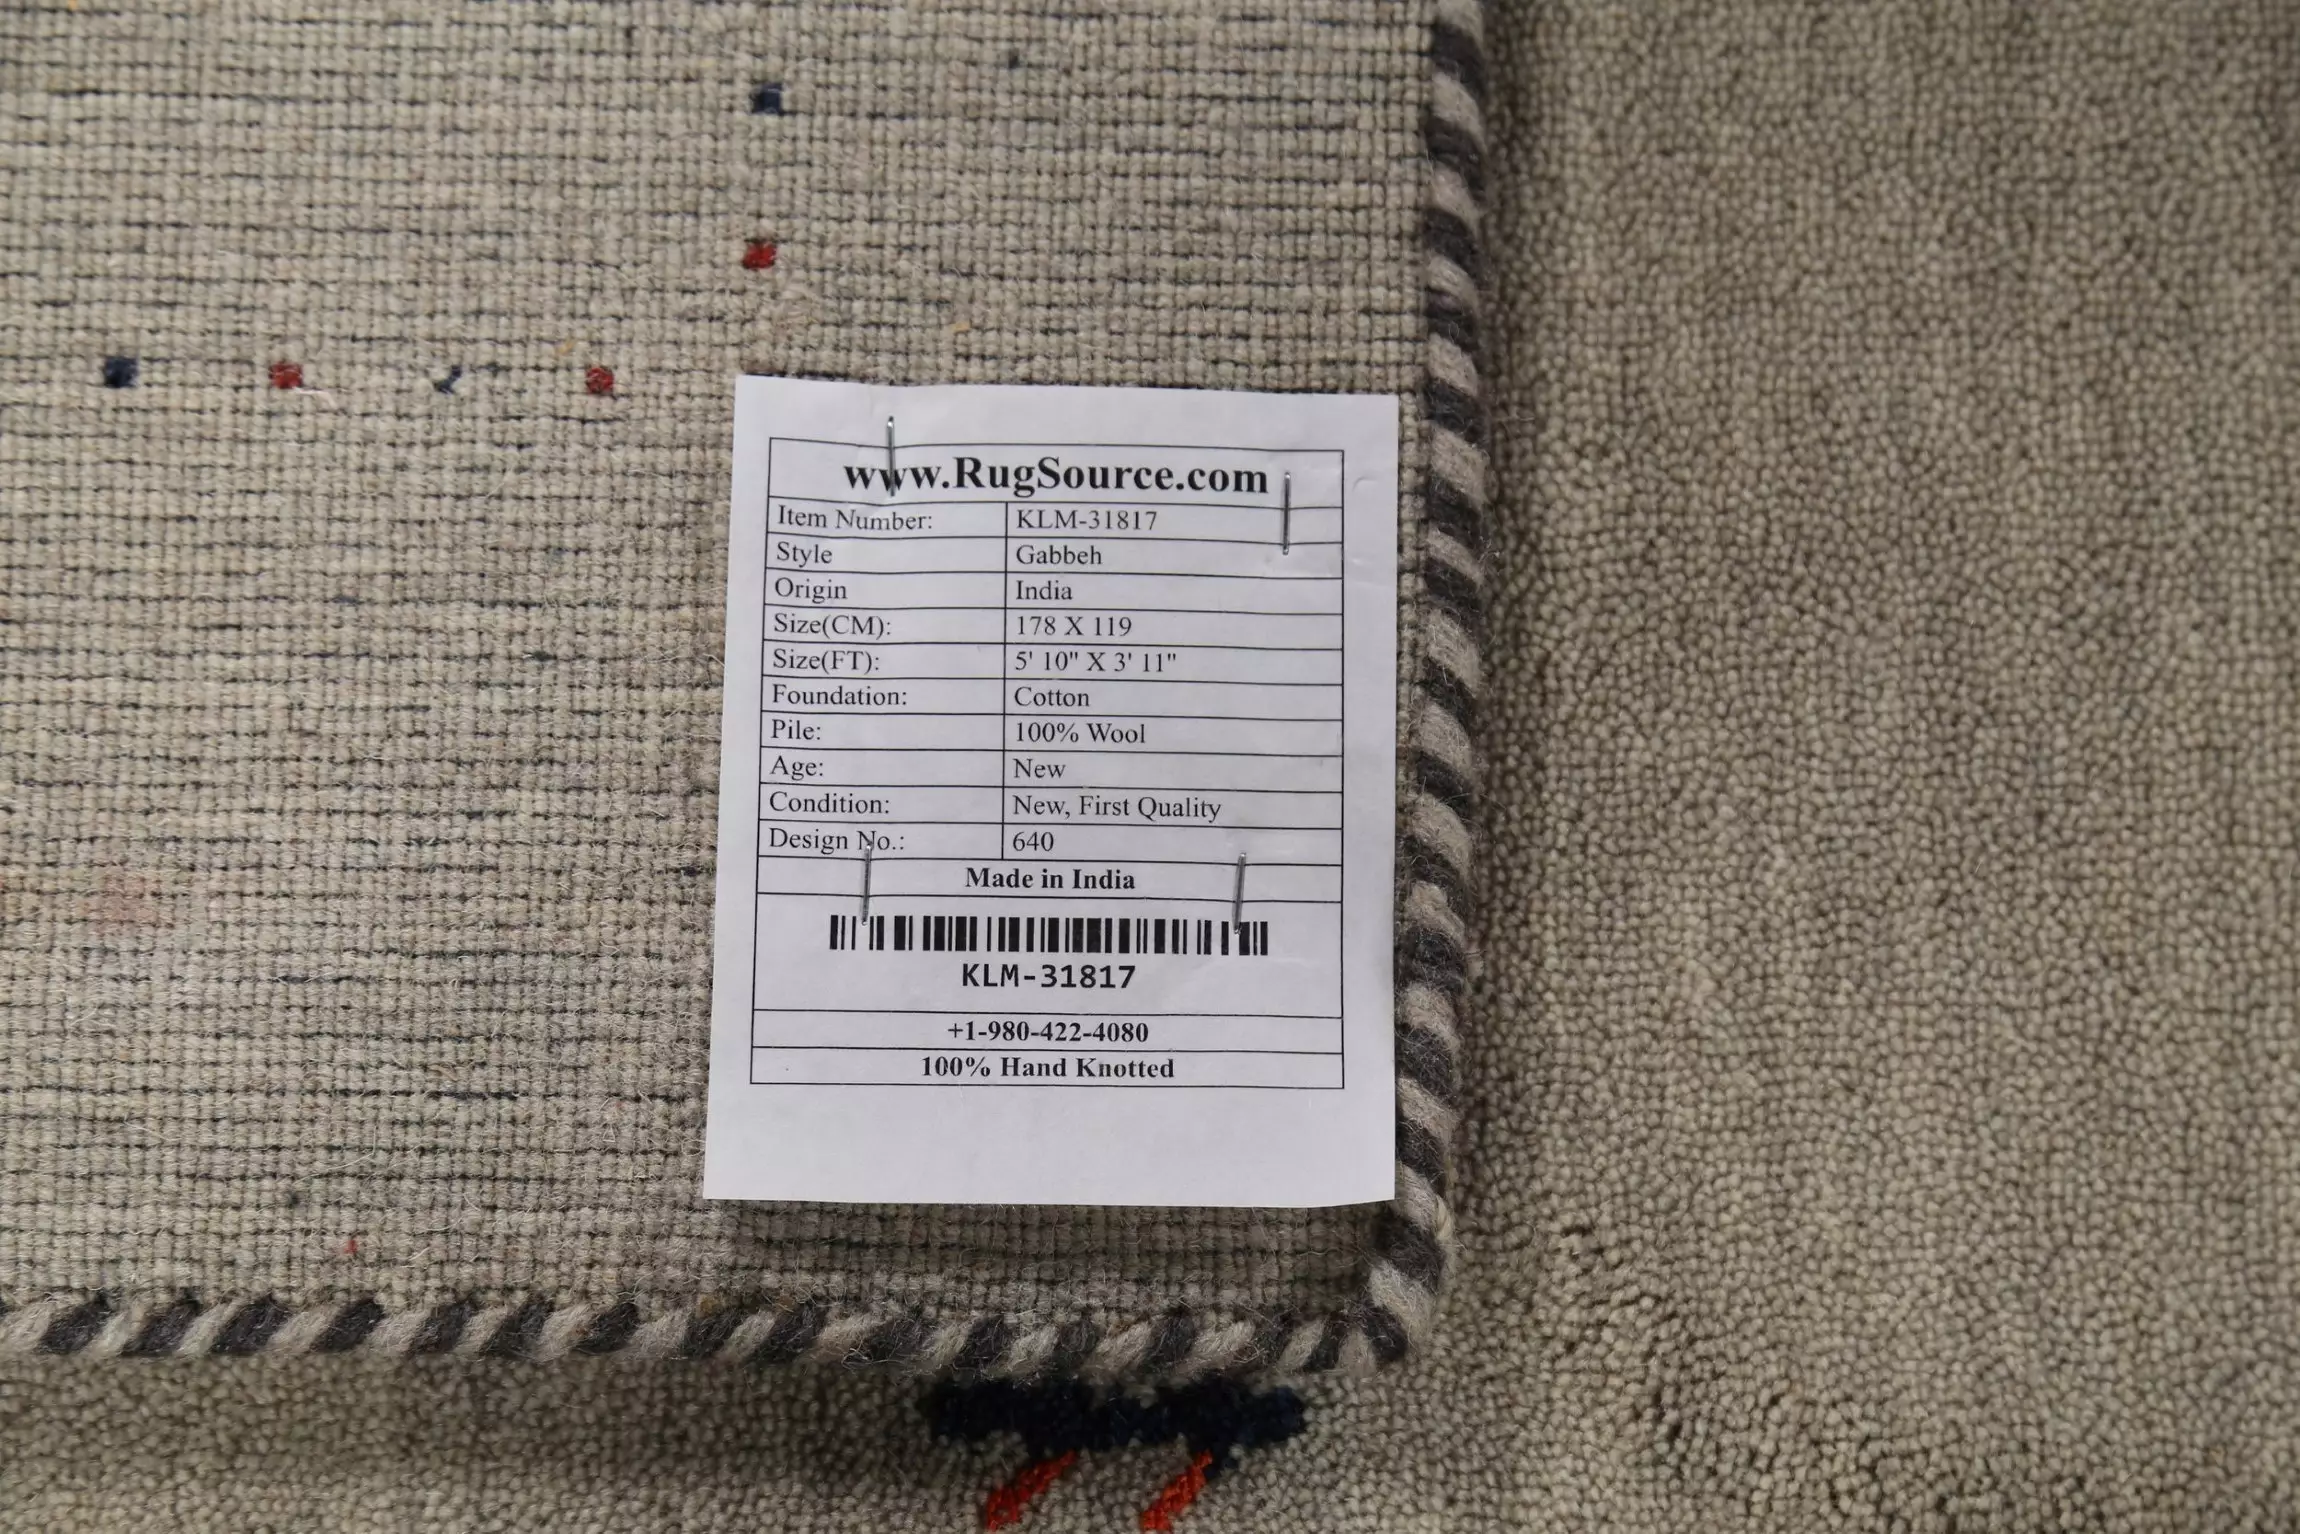 www.RugSource.com
Item Number: KLM-31817
Style Gabbeh
Origin India
Size(CM): 178 X 119
Size(FT): 5' 10" X 3' 11"
Foundation: Cotton
Pile: 100% Wool
Age: New
Condition: New, First Quality
Design No.: 640
Made in India
KLM-31817
+1-980-422-4080
100% Hand Knotted